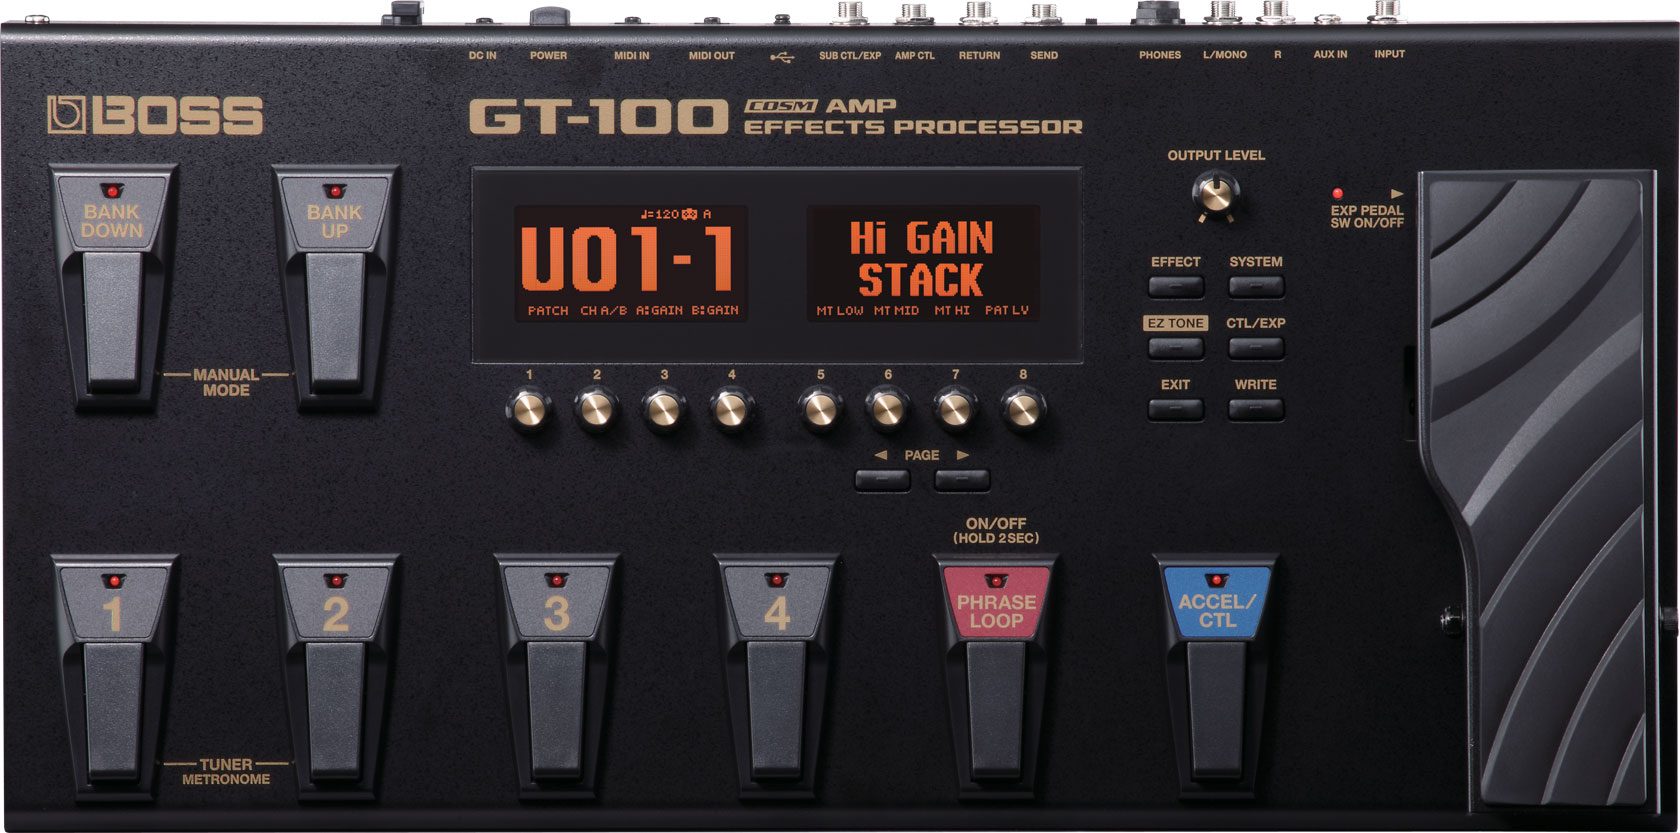 DC IN POWER MIDI IN MIDI OUT SUB CTL/EXP AMP CTL RETURN SEND PHONES L/MONO R AUX IN INPUT
BOSS
GT-100 COSM AMP
EFFECTS PROCESSOR
OUTPUT LEVEL
BANK
DOWN
BANK
UP
MANUAL
MODE
♩=120 A
U01-1
PATCH CH A/B A:GAIN B:GAIN
Hi GAIN
STACK
MT LOW MT MID MT HI PAT LV
1 2 3 4 5 6 7 8
◀ PAGE ▶
EFFECT SYSTEM
EZ TONE CTL/EXP
EXIT WRITE
EXP PEDAL
SW ON/OFF
ON/OFF
(HOLD 2SEC)
1
2
3
4
PHRASE
LOOP
ACCEL/
CTL
TUNER
METRONOME